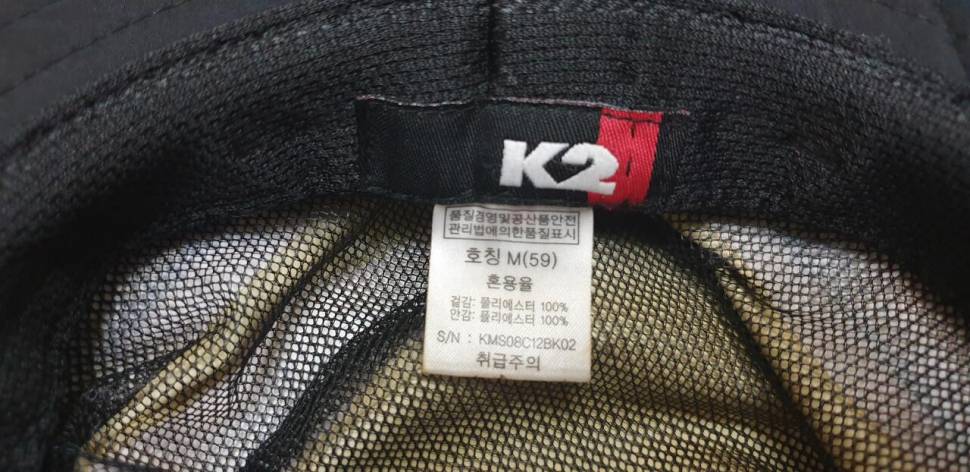 K2
품질경영및공산품안전
관리법에의한품질표시
호칭 M(59)
혼용율
겉감: 폴리에스터 100%
안감: 폴리에스터 100%
S/N : KMS08C12BK02
취급주의